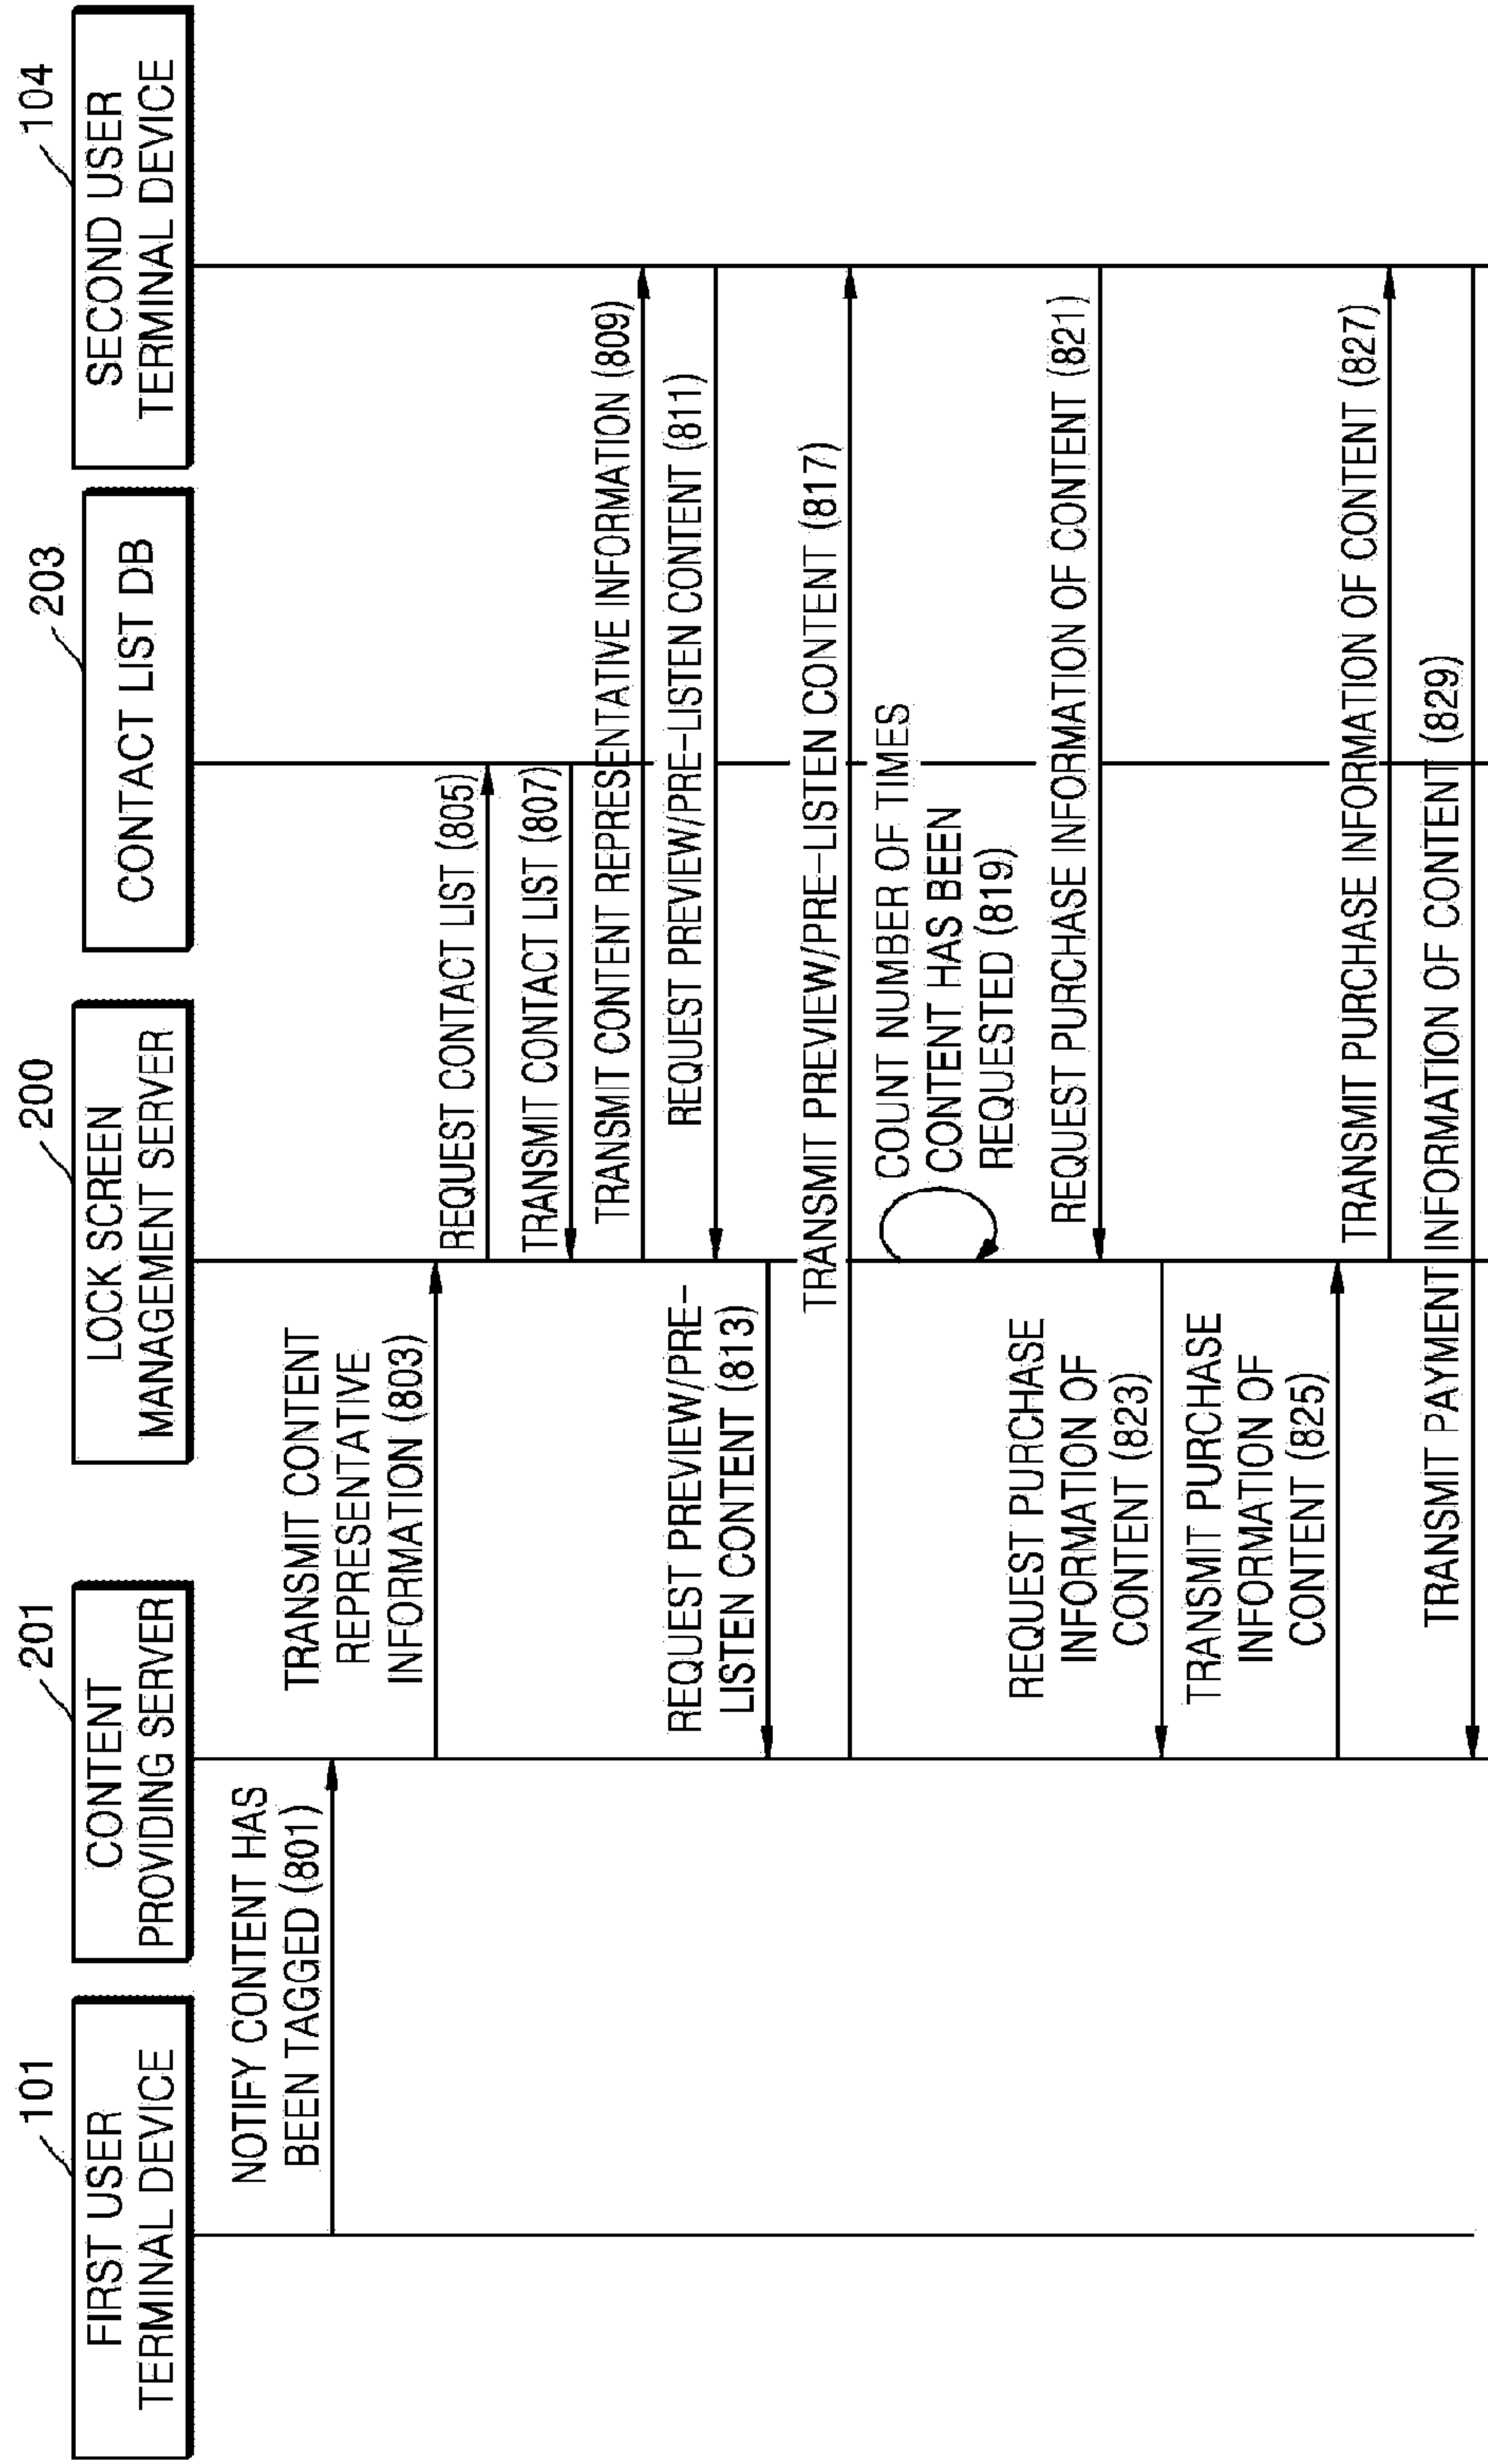 101
FIRST USER
TERMINAL DEVICE
201
CONTENT
PROVIDING SERVER
200
LOCK SCREEN
MANAGEMENT SERVER
203
CONTACT LIST DB
104
SECOND USER
TERMINAL DEVICE
NOTIFY CONTENT HAS
BEEN TAGGED (801)
TRANSMIT CONTENT
REPRESENTATIVE
INFORMATION (803)
REQUEST CONTACT LIST (805)
TRANSMIT CONTACT LIST (807)
TRANSMIT CONTENT REPRESENTATIVE INFORMATION (809)
REQUEST PREVIEW/PRE-LISTEN CONTENT (811)
REQUEST PREVIEW/PRE-
LISTEN CONTENT (813)
TRANSMIT PREVIEW/PRE-LISTEN CONTENT (817)
COUNT NUMBER OF TIMES
CONTENT HAS BEEN
REQUESTED (819)
REQUEST PURCHASE INFORMATION OF CONTENT (821)
REQUEST PURCHASE
INFORMATION OF
CONTENT (823)
TRANSMIT PURCHASE
INFORMATION OF
CONTENT (825)
TRANSMIT PURCHASE INFORMATION OF CONTENT (827)
TRANSMIT PAYMENT INFORMATION OF CONTENT (829)